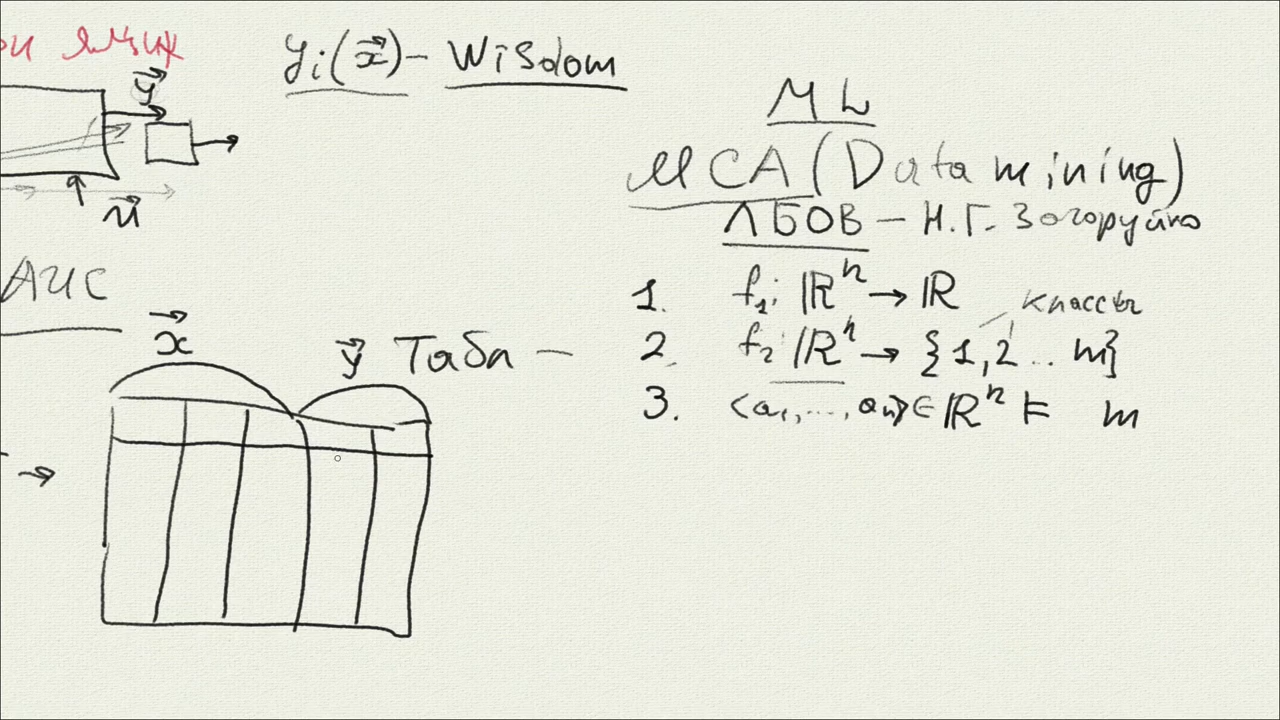 ящик
y⃗
u⃗
yᵢ(x⃗) – Wisdom
АИС
x⃗
y⃗ Табл —
ML
МСА (Data mining)
ЛБОВ – Н.Г. Загоруйко
1. f₁: ℝⁿ → ℝ
классы
2. f₂ ℝⁿ → {1,2 .. m}
3. <a₁,..., aₙ> ∈ ℝⁿ ⊨ m